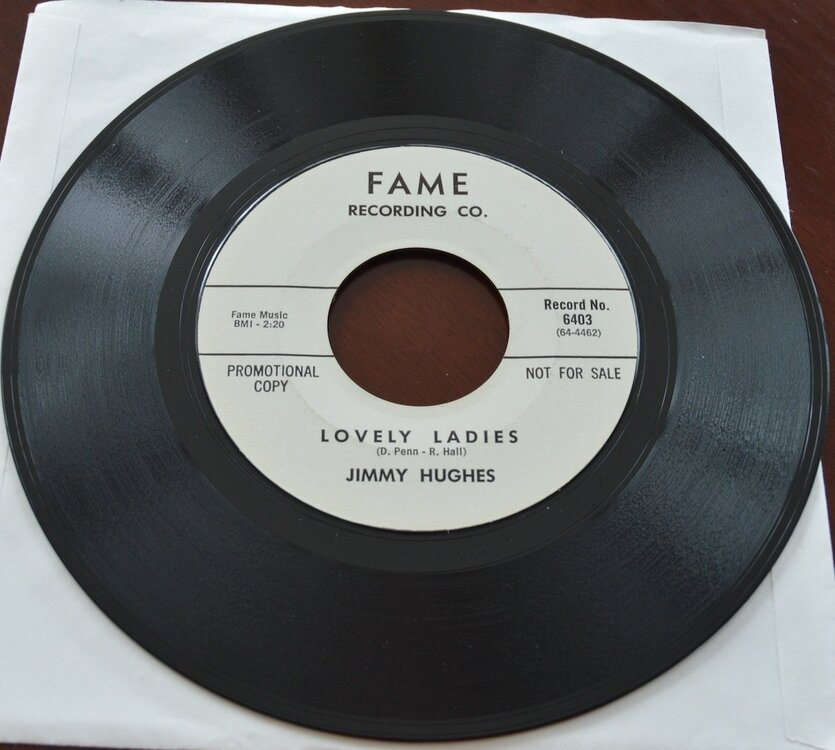 FAME
RECORDING CO.
Fame Music
BMI - 2:20
Record No.
6403
(64-4462)
PROMOTIONAL
COPY
NOT FOR SALE
LOVELY LADIES
(D. Penn - R. Hall)
JIMMY HUGHES